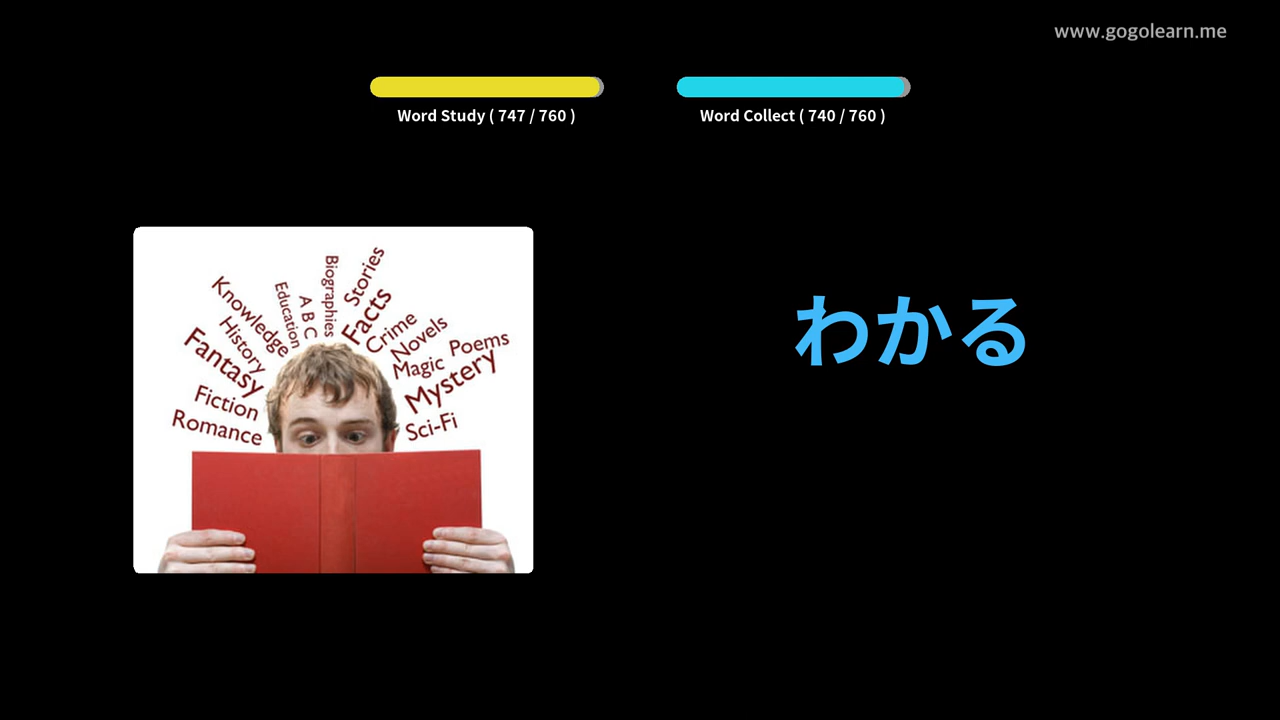 www.gogolearn.me
Word Study ( 747 / 760 )
Word Collect ( 740 / 760 )
わかる
Romance
Fiction
Fantasy
History
Knowledge
Education
A B C
Biographies
Stories
Facts
Crime
Novels
Magic
Poems
Mystery
Sci-Fi